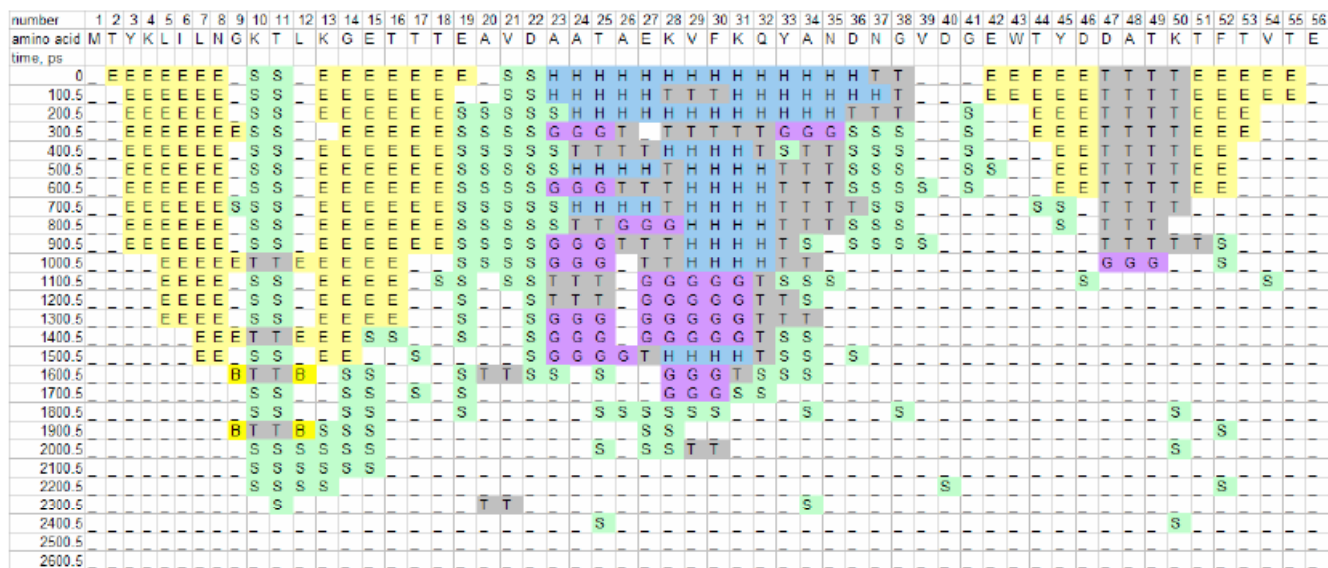 number 1 2 3 4 5 6 7 8 9 10 11 12 13 14 15 16 17 18 19 20 21 22 23 24 25 26 27 28 29 30 31 32 33 34 35 36 37 38 39 40 41 42 43 44 45 46 47 48 49 50 51 52 53 54 55 56
amino acid M T Y K L I L N G K T L K G E T T T E A V D A A T A E K V F K Q Y A N D N G V D G E W T Y D D A T K T F T V T E
time, ps
0 _ E E E E E E E _ S S _ E E E E E E E _ S S H H H H H H H H H H H H H H T T _ _ _ E E E E E T T T T E E E E E _
100.5 _ _ E E E E E E _ S S _ E E E E E E _ _ S S H H H H H T T T H H H H H H H T _ _ _ E E E E E T T T T E E E E E _
200.5 _ _ E E E E E E _ S S _ E E E E E E S S S S S H H H H H H H H H H H H T T T _ _ S _ _ E E E T T T T E E E _ _ _
300.5 _ _ E E E E E E E S S _ _ E E E E E S S S S G G G T _ T T T T T G G G S S S _ _ S _ _ E E E T T T T E E E _ _ _
400.5 _ _ E E E E E E _ S S _ E E E E E E S S S S S T T T T H H H H T S T T S S S _ _ S _ _ _ E E T T T T E E _ _ _ _
500.5 _ _ E E E E E E _ S S _ E E E E E E S S S S S H H H H T H H H H T T T S S S _ _ S S _ _ E E T T T T E E _ _ _ _
600.5 _ _ E E E E E E _ S S _ E E E E E E S S S S G G G T T T H H H H T T T S S S S _ S _ _ _ E E T T T T E E _ _ _ _
700.5 _ _ E E E E E E S S S _ E E E E E E S S S S S H H H H T H H H H T T T T S S _ _ _ _ _ S S _ T T T T _ _ _ _ _ _
800.5 _ _ E E E E E E _ S S _ E E E E E E S S S S S T T G G G H H H H T T T S S S _ _ _ _ _ _ S _ T T T _ _ _ _ _ _ _
900.5 _ _ E E E E E E _ S S _ E E E E E E S S S S G G G T T T H H H H T S _ S S S S _ _ _ _ _ _ _ T T T T T S _ _ _ _
1000.5 _ _ _ _ E E E E E T T E E E E E _ _ S S S S G G G _ T T H H H H T T _ _ _ _ _ _ _ _ _ _ _ _ G G G _ _ S _ _ _ _
1100.5 _ _ _ _ E E E E _ S S _ E E E E _ S S _ S S T T T _ G G G G G T S S S _ _ _ _ _ _ _ _ _ _ S _ _ _ _ _ _ _ S _ _
1200.5 _ _ _ _ E E E E _ S S _ E E E E _ _ S _ _ S T T T _ G G G G G T T S _ _ _ _ _ _ _ _ _ _ _ _ _ _ _ _ _ _ _ _ _ _
1300.5 _ _ _ _ E E E E _ S S _ E E E E _ _ S _ _ S G G G _ G G G G G T T T _ _ _ _ _ _ _ _ _ _ _ _ _ _ _ _ _ _ _ _ _ _
1400.5 _ _ _ _ _ _ E E E T T E E E S S _ _ S _ _ S G G G _ G G G G G T S S _ _ _ _ _ _ _ _ _ _ _ _ _ _ _ _ _ _ _ _ _ _
1500.5 _ _ _ _ _ _ E E _ S S _ E E _ _ S _ _ _ _ S G G G G T H H H H T S S _ S _ _ _ _ _ _ _ _ _ _ _ _ _ _ _ _ _ _ _ _
1600.5 _ _ _ _ _ _ _ _ B T T B _ S S _ _ _ S T T S S _ S _ _ G G G T S S S _ _ _ _ _ _ _ _ _ _ _ _ _ _ _ _ _ _ _ _ _ _
1700.5 _ _ _ _ _ _ _ _ _ S S _ _ S S _ S _ S _ _ _ _ _ _ _ _ G G G S S _ _ _ _ _ _ _ _ _ _ _ _ _ _ _ _ _ _ _ _ _ _ _ _
1800.5 _ _ _ _ _ _ _ _ _ S S _ _ S S _ _ _ S _ _ _ _ _ S S S S S S _ _ _ S _ _ _ S _ _ _ _ _ _ _ _ _ _ _ S _ _ _ _ _ _
1900.5 _ _ _ _ _ _ _ _ B T T B S S S _ _ _ _ _ _ _ _ _ _ _ S S _ _ _ _ _ _ _ _ _ _ _ _ _ _ _ _ _ _ _ _ _ _ _ S _ _ _ _
2000.5 _ _ _ _ _ _ _ _ _ S S S S S S _ _ _ _ _ _ _ _ _ S _ S S T T _ _ _ _ _ _ _ _ _ _ _ _ _ _ _ _ _ _ _ S _ _ _ _ _ _
2100.5 _ _ _ _ _ _ _ _ _ S S S S S S _ _ _ _ _ _ _ _ _ _ _ _ _ _ _ _ _ _ _ _ _ _ _ _ _ _ _ _ _ _ _ _ _ _ _ _ _ _ _ _ _
2200.5 _ _ _ _ _ _ _ _ _ S S S S _ _ _ _ _ _ _ _ _ _ _ _ _ _ _ _ _ _ _ _ _ _ _ _ _ _ S _ _ _ _ _ _ _ _ _ _ _ S _ _ _ _
2300.5 _ _ _ _ _ _ _ _ _ _ S _ _ _ _ _ _ _ _ T T _ _ _ _ _ _ _ _ _ _ _ _ S _ _ _ _ _ _ _ _ _ _ _ _ _ _ _ _ _ _ _ _ _ _
2400.5 _ _ _ _ _ _ _ _ _ _ _ _ _ _ _ _ _ _ _ _ _ _ _ _ S _ _ _ _ _ _ _ _ _ _ _ _ _ _ _ _ _ _ _ _ _ _ _ _ S _ _ _ _ _ _
2500.5 _ _ _ _ _ _ _ _ _ _ _ _ _ _ _ _ _ _ _ _ _ _ _ _ _ _ _ _ _ _ _ _ _ _ _ _ _ _ _ _ _ _ _ _ _ _ _ _ _ _ _ _ _ _ _ _
2600.5 _ _ _ _ _ _ _ _ _ _ _ _ _ _ _ _ _ _ _ _ _ _ _ _ _ _ _ _ _ _ _ _ _ _ _ _ _ _ _ _ _ _ _ _ _ _ _ _ _ _ _ _ _ _ _ _